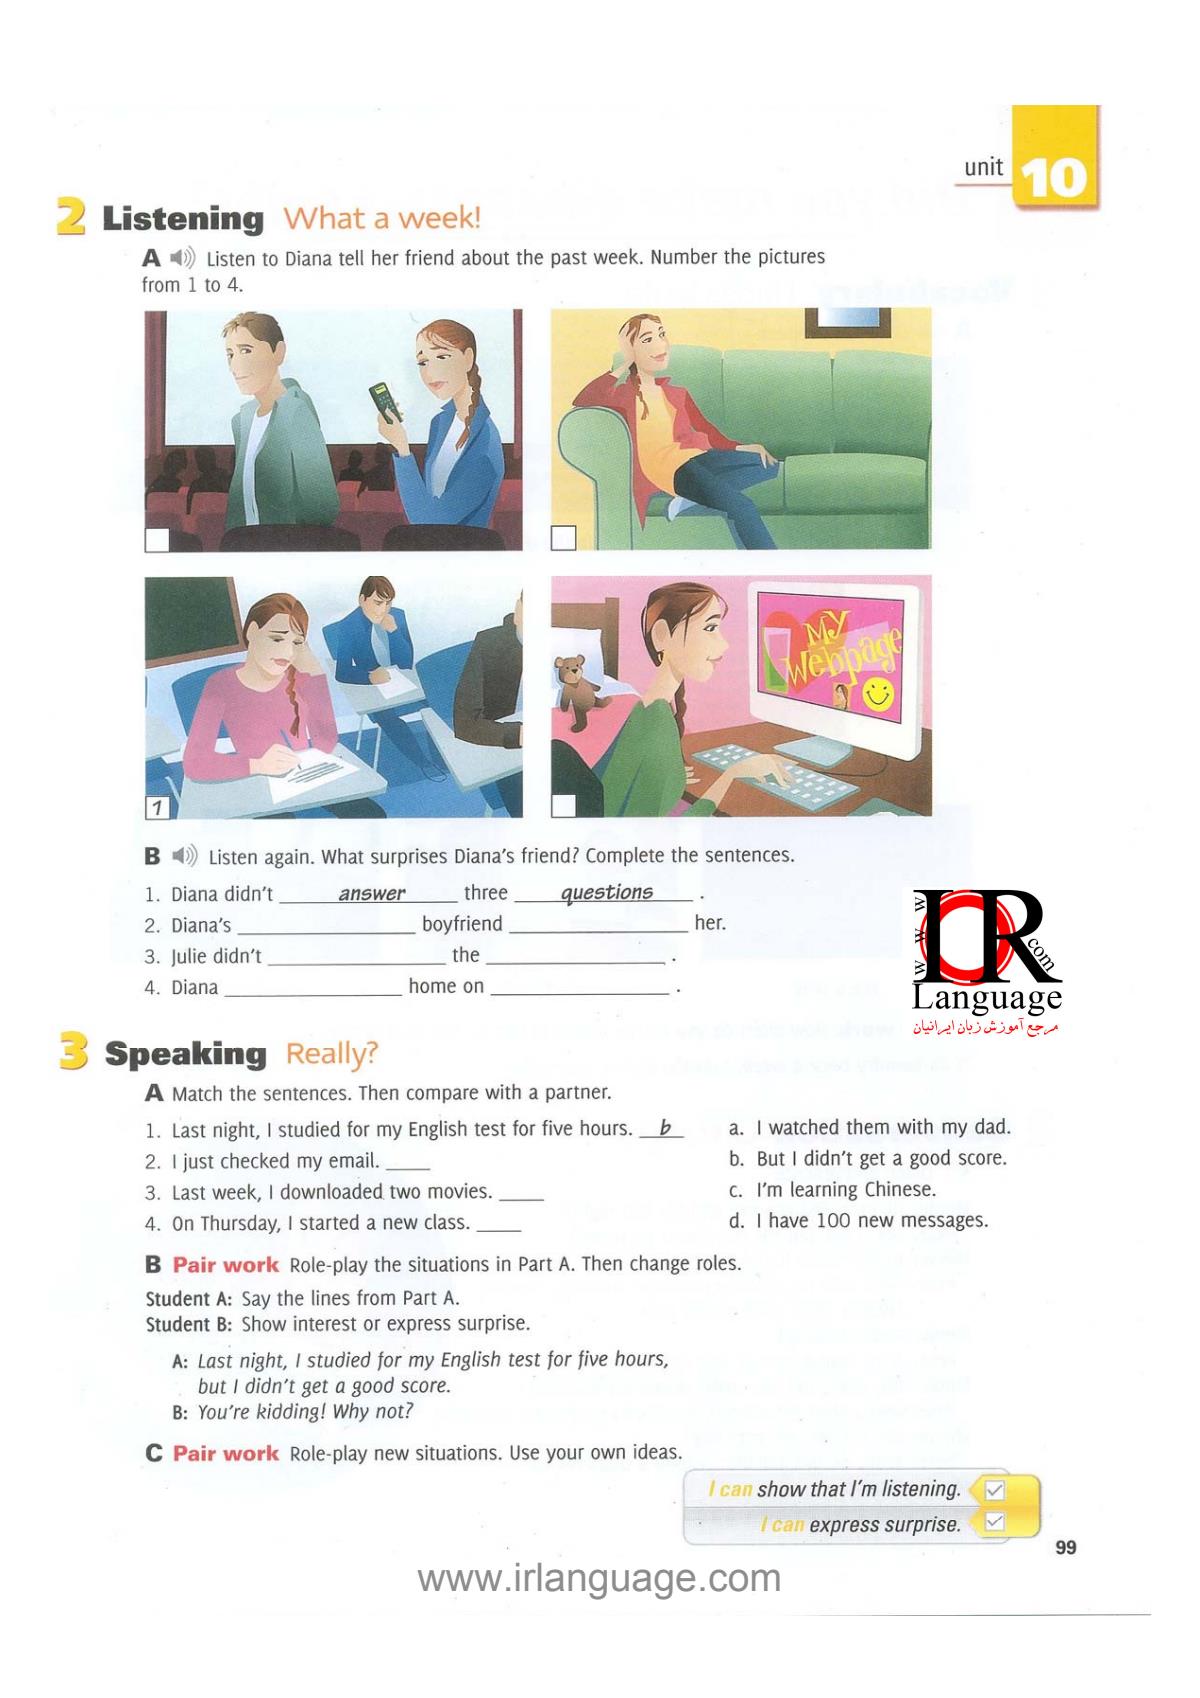 unit 10
2 Listening What a week!
A Listen to Diana tell her friend about the past week. Number the pictures
from 1 to 4.
My
Webpage
1
B Listen again. What surprises Diana's friend? Complete the sentences.
1. Diana didn't answer three questions .
2. Diana's ________ boyfriend ________ her.
3. Julie didn't ________ the ________ .
4. Diana ________ home on ________ .
www.IRLanguage.com
مرجع آموزش زبان ایرانیان
3 Speaking Really?
A Match the sentences. Then compare with a partner.
1. Last night, I studied for my English test for five hours. b
a. I watched them with my dad.
2. I just checked my email. ____
b. But I didn't get a good score.
3. Last week, I downloaded two movies. ____
c. I'm learning Chinese.
4. On Thursday, I started a new class. ____
d. I have 100 new messages.
B Pair work Role-play the situations in Part A. Then change roles.
Student A: Say the lines from Part A.
Student B: Show interest or express surprise.
A: Last night, I studied for my English test for five hours,
but I didn't get a good score.
B: You're kidding! Why not?
C Pair work Role-play new situations. Use your own ideas.
I can show that I'm listening.
I can express surprise.
99
www.irlanguage.com